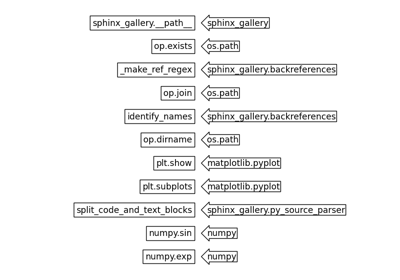 sphinx_gallery.__path__ sphinx_gallery
op.exists os.path
_make_ref_regex sphinx_gallery.backreferences
op.join os.path
identify_names sphinx_gallery.backreferences
op.dirname os.path
plt.show matplotlib.pyplot
plt.subplots matplotlib.pyplot
split_code_and_text_blocks sphinx_gallery.py_source_parser
numpy.sin numpy
numpy.exp numpy